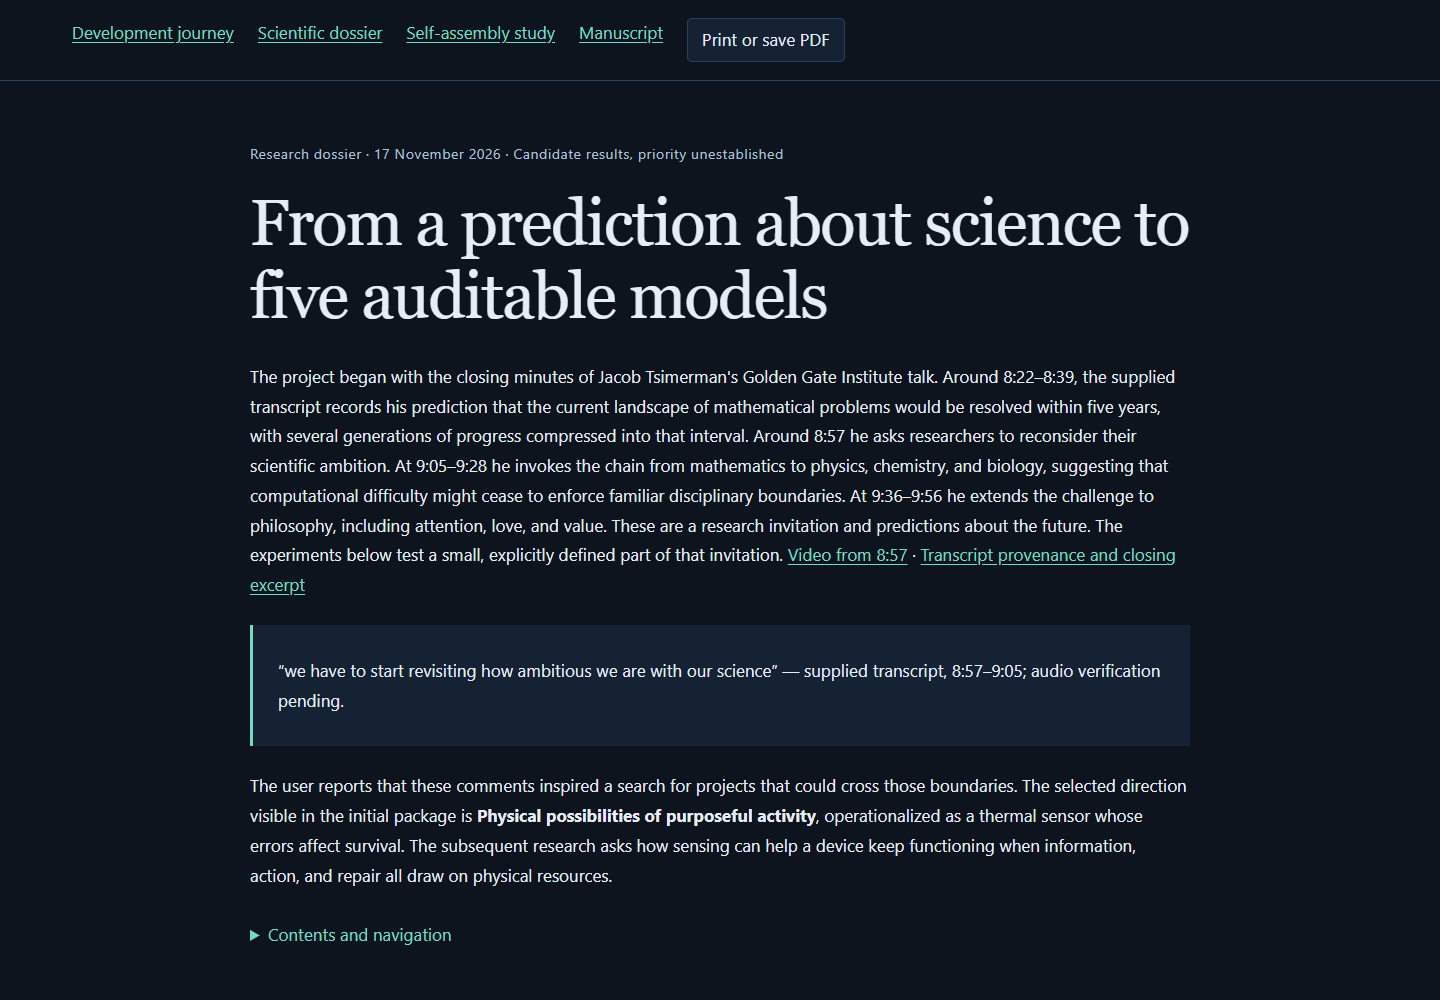 Development journey Scientific dossier Self-assembly study Manuscript Print or save PDF
Research dossier · 17 November 2026 · Candidate results, priority unestablished
From a prediction about science to
five auditable models
The project began with the closing minutes of Jacob Tsimerman's Golden Gate Institute talk. Around 8:22–8:39, the supplied
transcript records his prediction that the current landscape of mathematical problems would be resolved within five years,
with several generations of progress compressed into that interval. Around 8:57 he asks researchers to reconsider their
scientific ambition. At 9:05–9:28 he invokes the chain from mathematics to physics, chemistry, and biology, suggesting that
computational difficulty might cease to enforce familiar disciplinary boundaries. At 9:36–9:56 he extends the challenge to
philosophy, including attention, love, and value. These are a research invitation and predictions about the future. The
experiments below test a small, explicitly defined part of that invitation. Video from 8:57 · Transcript provenance and closing
excerpt
“we have to start revisiting how ambitious we are with our science” — supplied transcript, 8:57–9:05; audio verification
pending.
The user reports that these comments inspired a search for projects that could cross those boundaries. The selected direction
visible in the initial package is Physical possibilities of purposeful activity, operationalized as a thermal sensor whose
errors affect survival. The subsequent research asks how sensing can help a device keep functioning when information,
action, and repair all draw on physical resources.
Contents and navigation